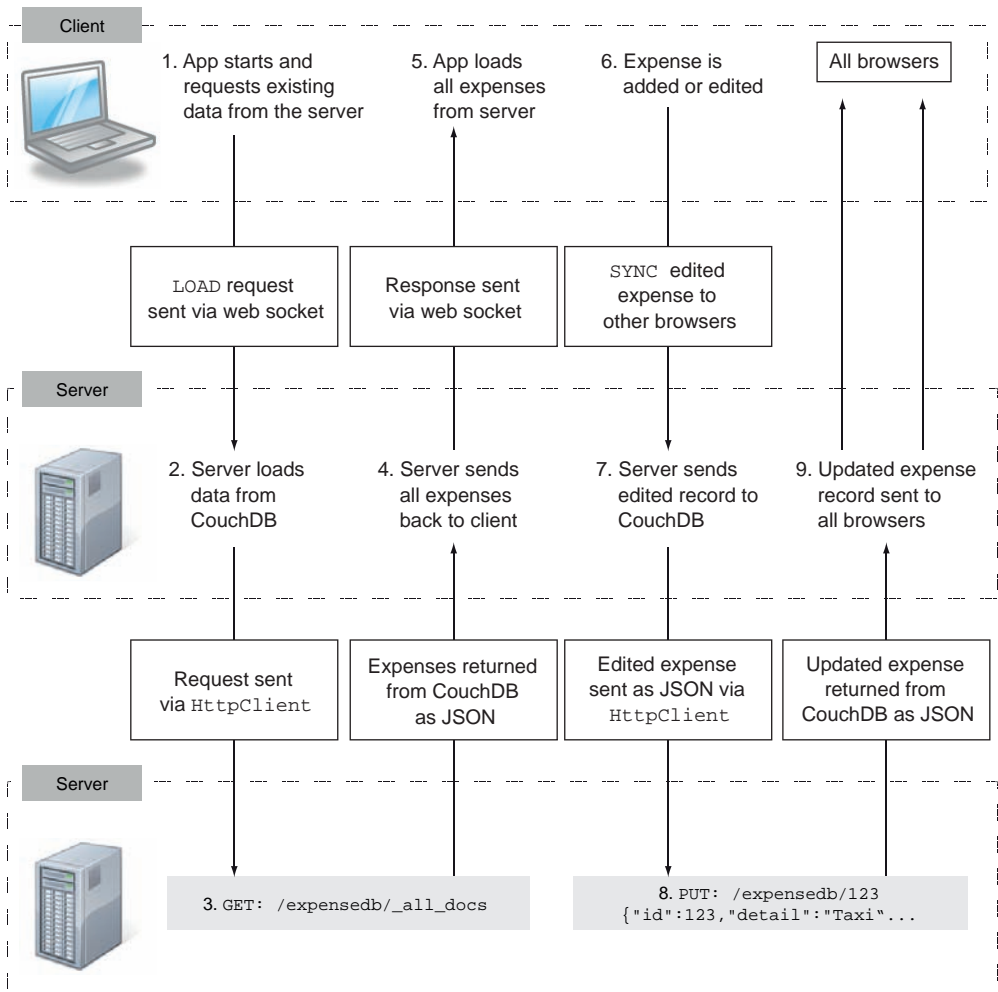 Client
1. App starts and
requests existing
data from the server
5. App loads
all expenses
from server
6. Expense is
added or edited
All browsers
LOAD request
sent via web socket
Response sent
via web socket
SYNC edited
expense to
other browsers
Server
2. Server loads
data from
CouchDB
4. Server sends
all expenses
back to client
7. Server sends
edited record to
CouchDB
9. Updated expense
record sent to
all browsers
Request sent
via HttpClient
Expenses returned
from CouchDB
as JSON
Edited expense
sent as JSON via
HttpClient
Updated expense
returned from
CouchDB as JSON
Server
3. GET: /expensedb/_all_docs
8. PUT: /expensedb/123
{"id":123,"detail":"Taxi“...